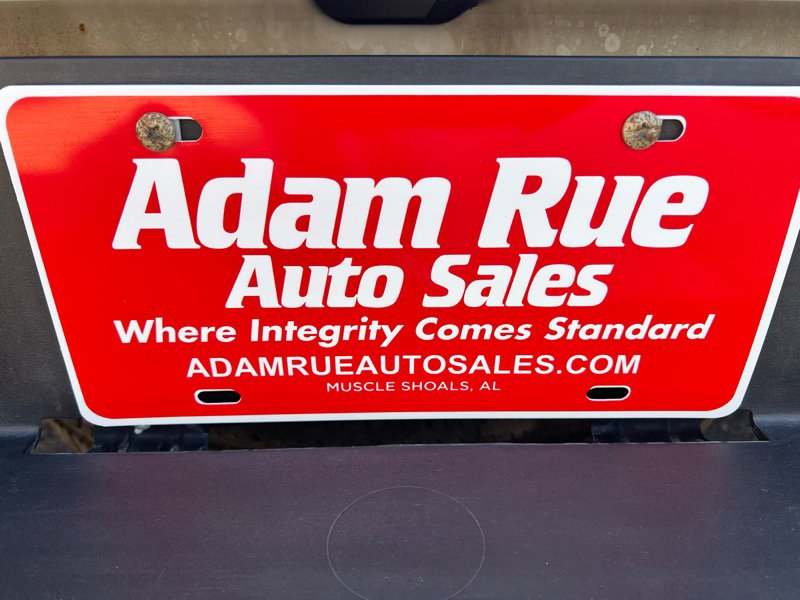 Adam Rue
Auto Sales
Where Integrity Comes Standard
ADAMRUEAUTOSALES.COM
MUSCLE SHOALS, AL